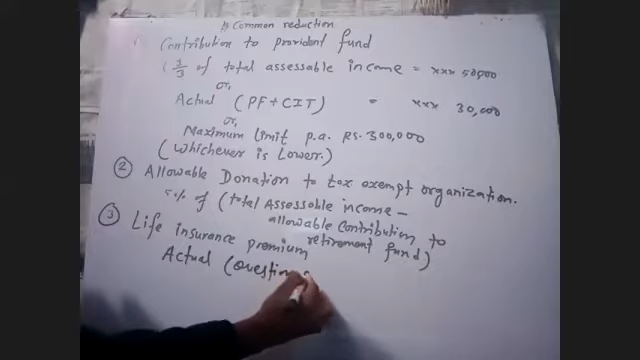 Common reduction
Contribution to provident fund
( 1/3 of total assessable income = xxx 50,000
or,
Actual (PF+CIT) = xxx 30,000
or,
Maximum limit p.a. Rs. 300,000
(whichever is Lower.)
② Allowable Donation to tax exempt organization.
5% of (total Assessable income –
allowable contribution to
retirement fund)
③ Life insurance premium
Actual (question